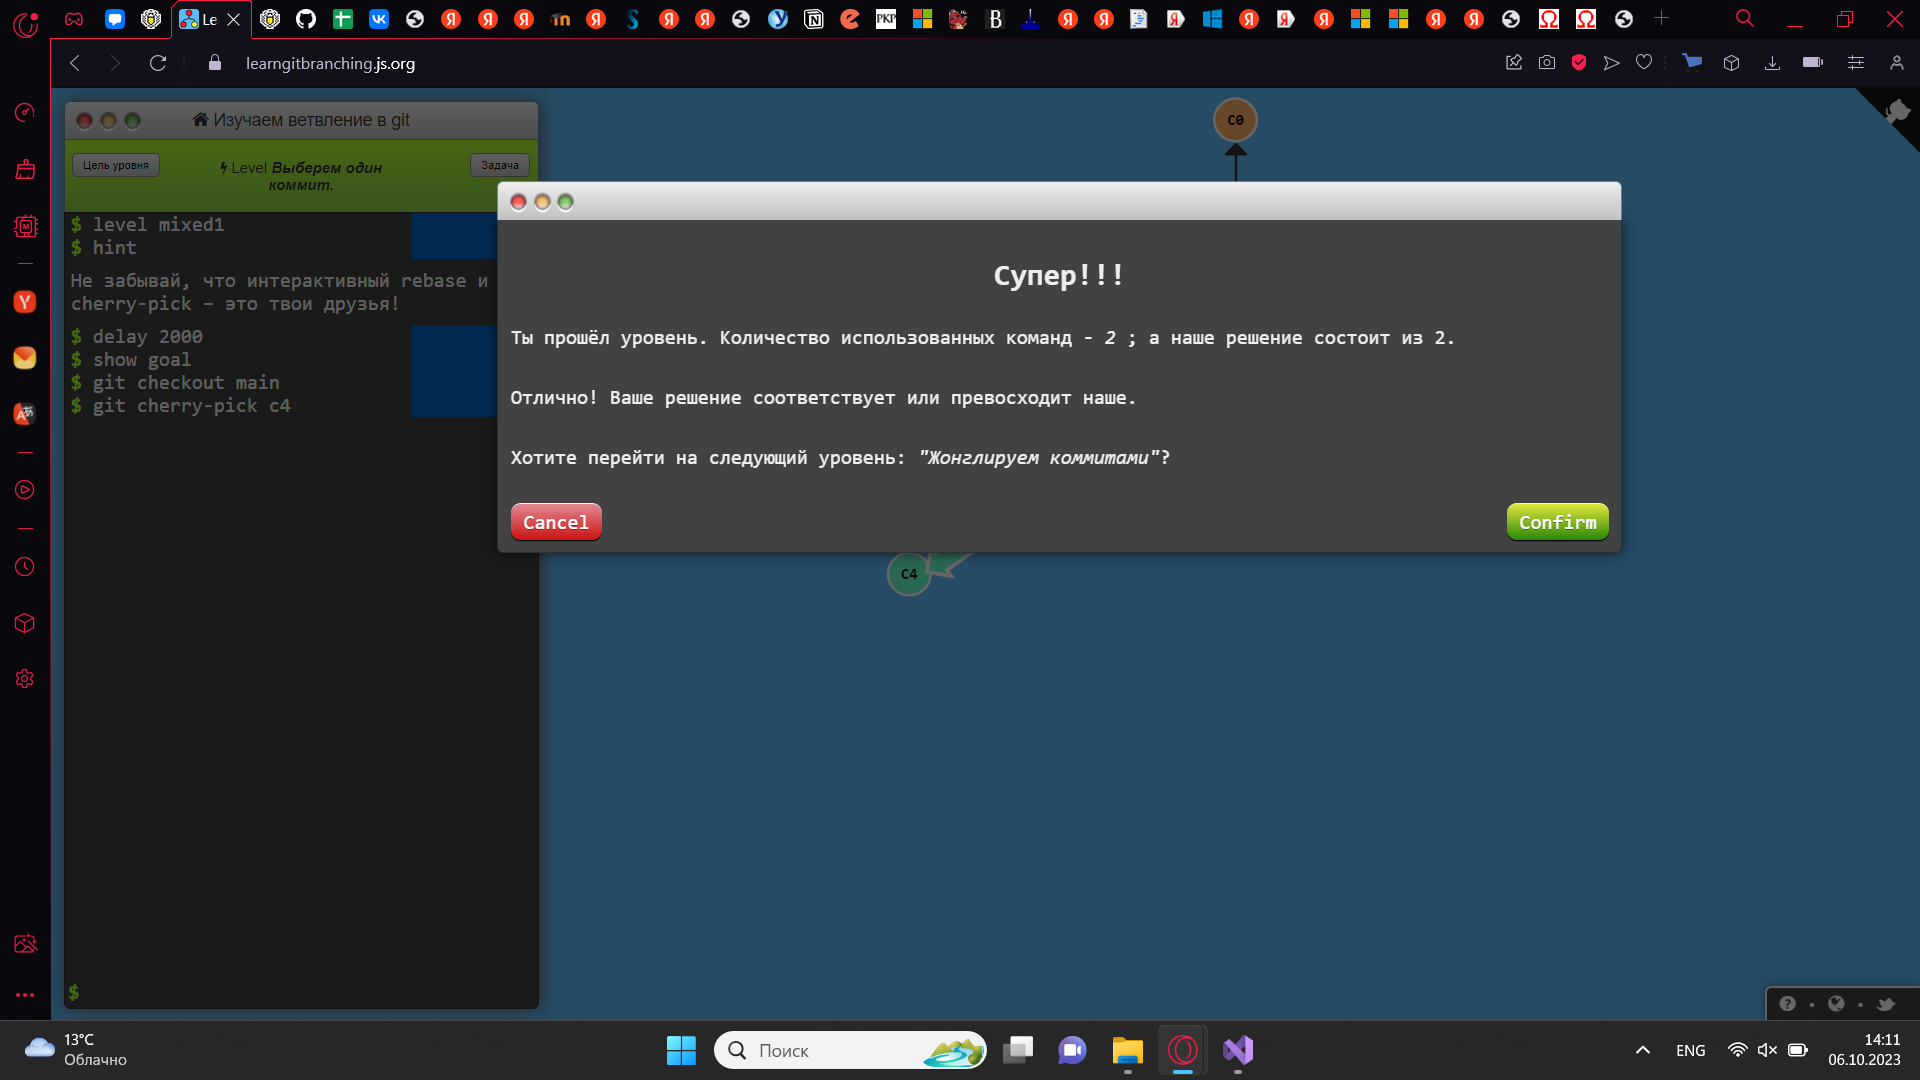 Le
learngitbranching.js.org
Изучаем ветвление в git
Цель уровня
Level Выберем один коммит.
Задача
$ level mixed1
$ hint
Не забывай, что интерактивный rebase и
cherry-pick – это твои друзья!
$ delay 2000
$ show goal
$ git checkout main
$ git cherry-pick c4
$
C0
Супер!!!
Ты прошёл уровень. Количество использованных команд - 2 ; а наше решение состоит из 2.
Отлично! Ваше решение соответствует или превосходит наше.
Хотите перейти на следующий уровень: "Жонглируем коммитами"?
Cancel
Confirm
C4
13°C
Облачно
Поиск
ENG
14:11
06.10.2023